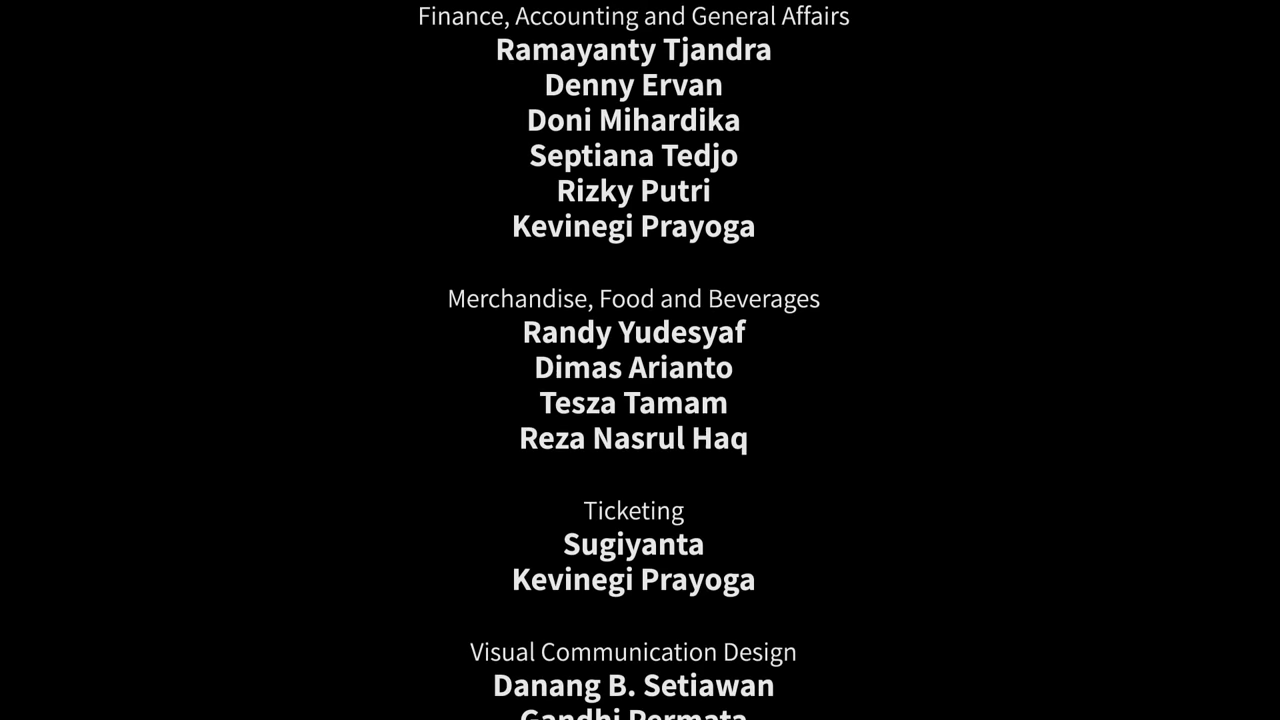 Finance, Accounting and General Affairs
Ramayanty Tjandra
Denny Ervan
Doni Mihardika
Septiana Tedjo
Rizky Putri
Kevinegi Prayoga
Merchandise, Food and Beverages
Randy Yudesyaf
Dimas Arianto
Tesza Tamam
Reza Nasrul Haq
Ticketing
Sugiyanta
Kevinegi Prayoga
Visual Communication Design
Danang B. Setiawan
Gandhi Permata